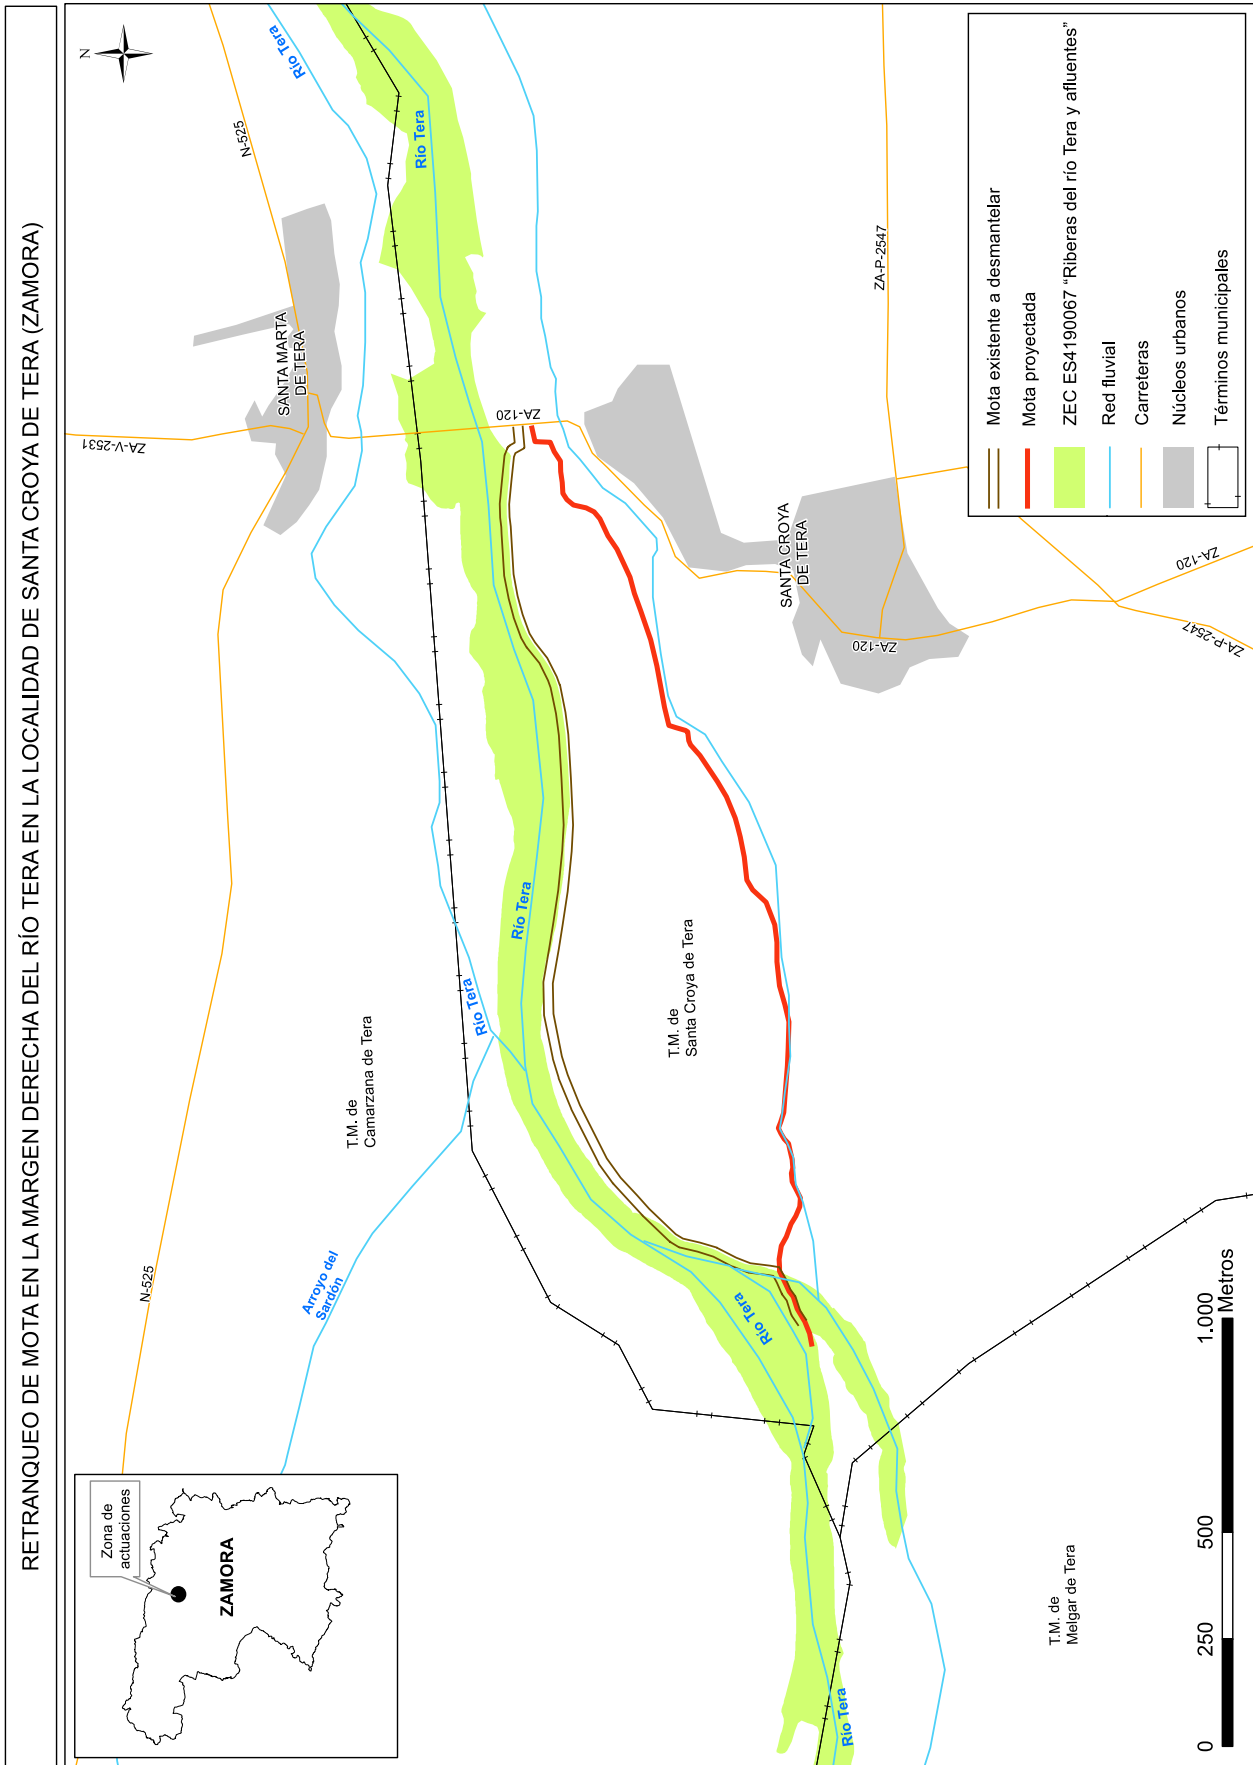 RETRANQUEO DE MOTA EN LA MARGEN DERECHA DEL RÍO TERA EN LA LOCALIDAD DE SANTA CROYA DE TERA (ZAMORA)
Zona de
actuaciones
ZAMORA
N
N-525
Arroyo del
Sardón
T.M. de
Camarzana de Tera
ZA-V-2531
SANTA MARTA
DE TERA
N-525
Río Tera
Río Tera
Río Tera
Río Tera
Río Tera
Río Tera
ZA-120
T.M. de
Santa Croya de Tera
SANTA CROYA
DE TERA
ZA-120
ZA-P-2547
ZA-120
ZA-P-2547
T.M. de
Melgar de Tera
0 250 500 1.000
Metros
Mota existente a desmantelar
Mota proyectada
ZEC ES4190067 “Riberas del río Tera y afluentes”
Red fluvial
Carreteras
Núcleos urbanos
Términos municipales